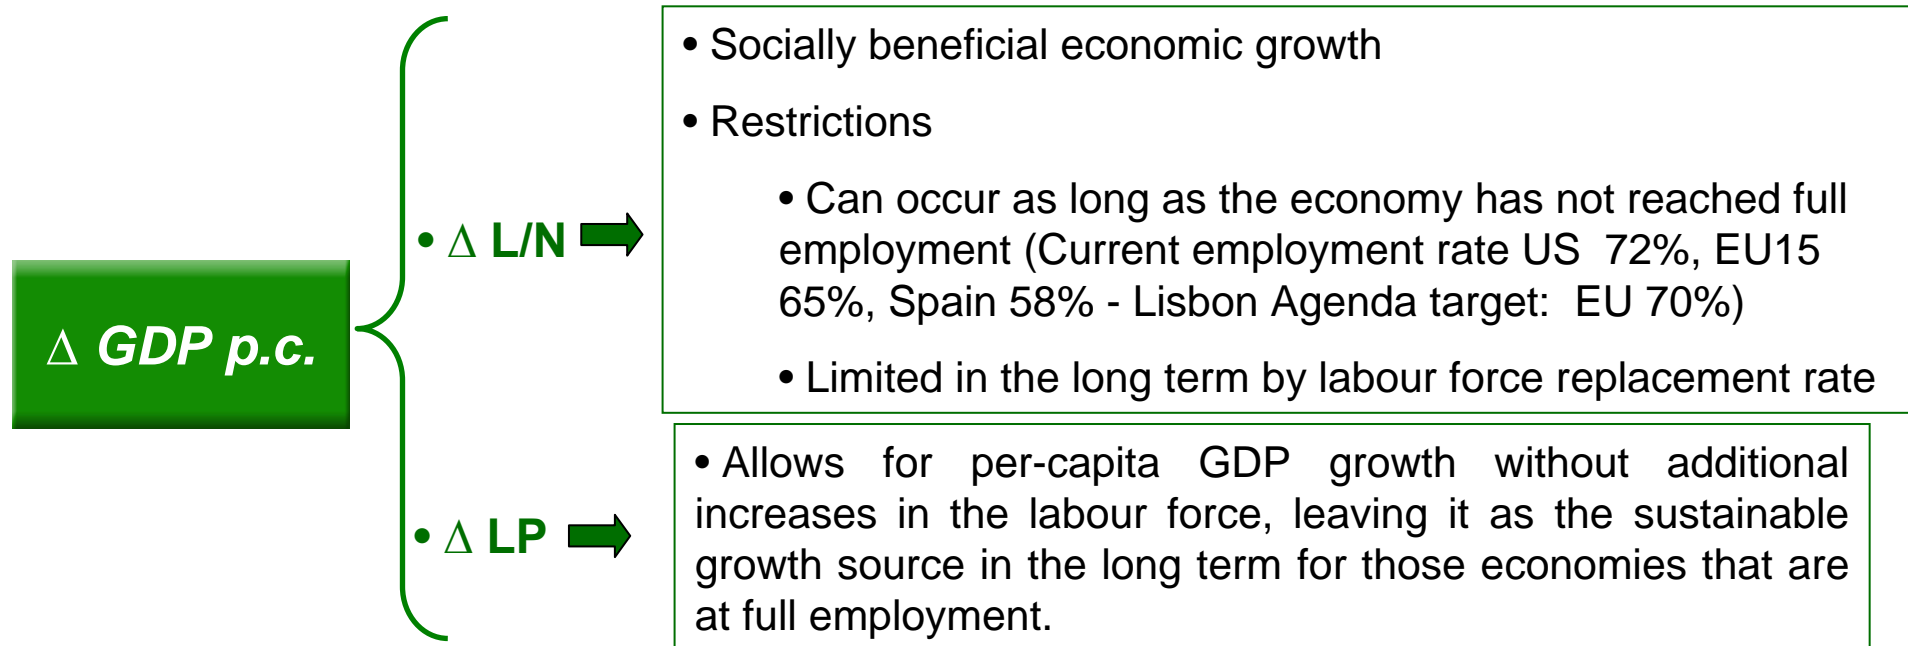 • Socially beneficial economic growth
• Restrictions
• Can occur as long as the economy has not reached full
employment (Current employment rate US 72%, EU15
65%, Spain 58% - Lisbon Agenda target: EU 70%)
• Limited in the long term by labour force replacement rate
• Δ L/N
Δ GDP p.c.
• Δ LP
• Allows for per-capita GDP growth without additional
increases in the labour force, leaving it as the sustainable
growth source in the long term for those economies that are
at full employment.